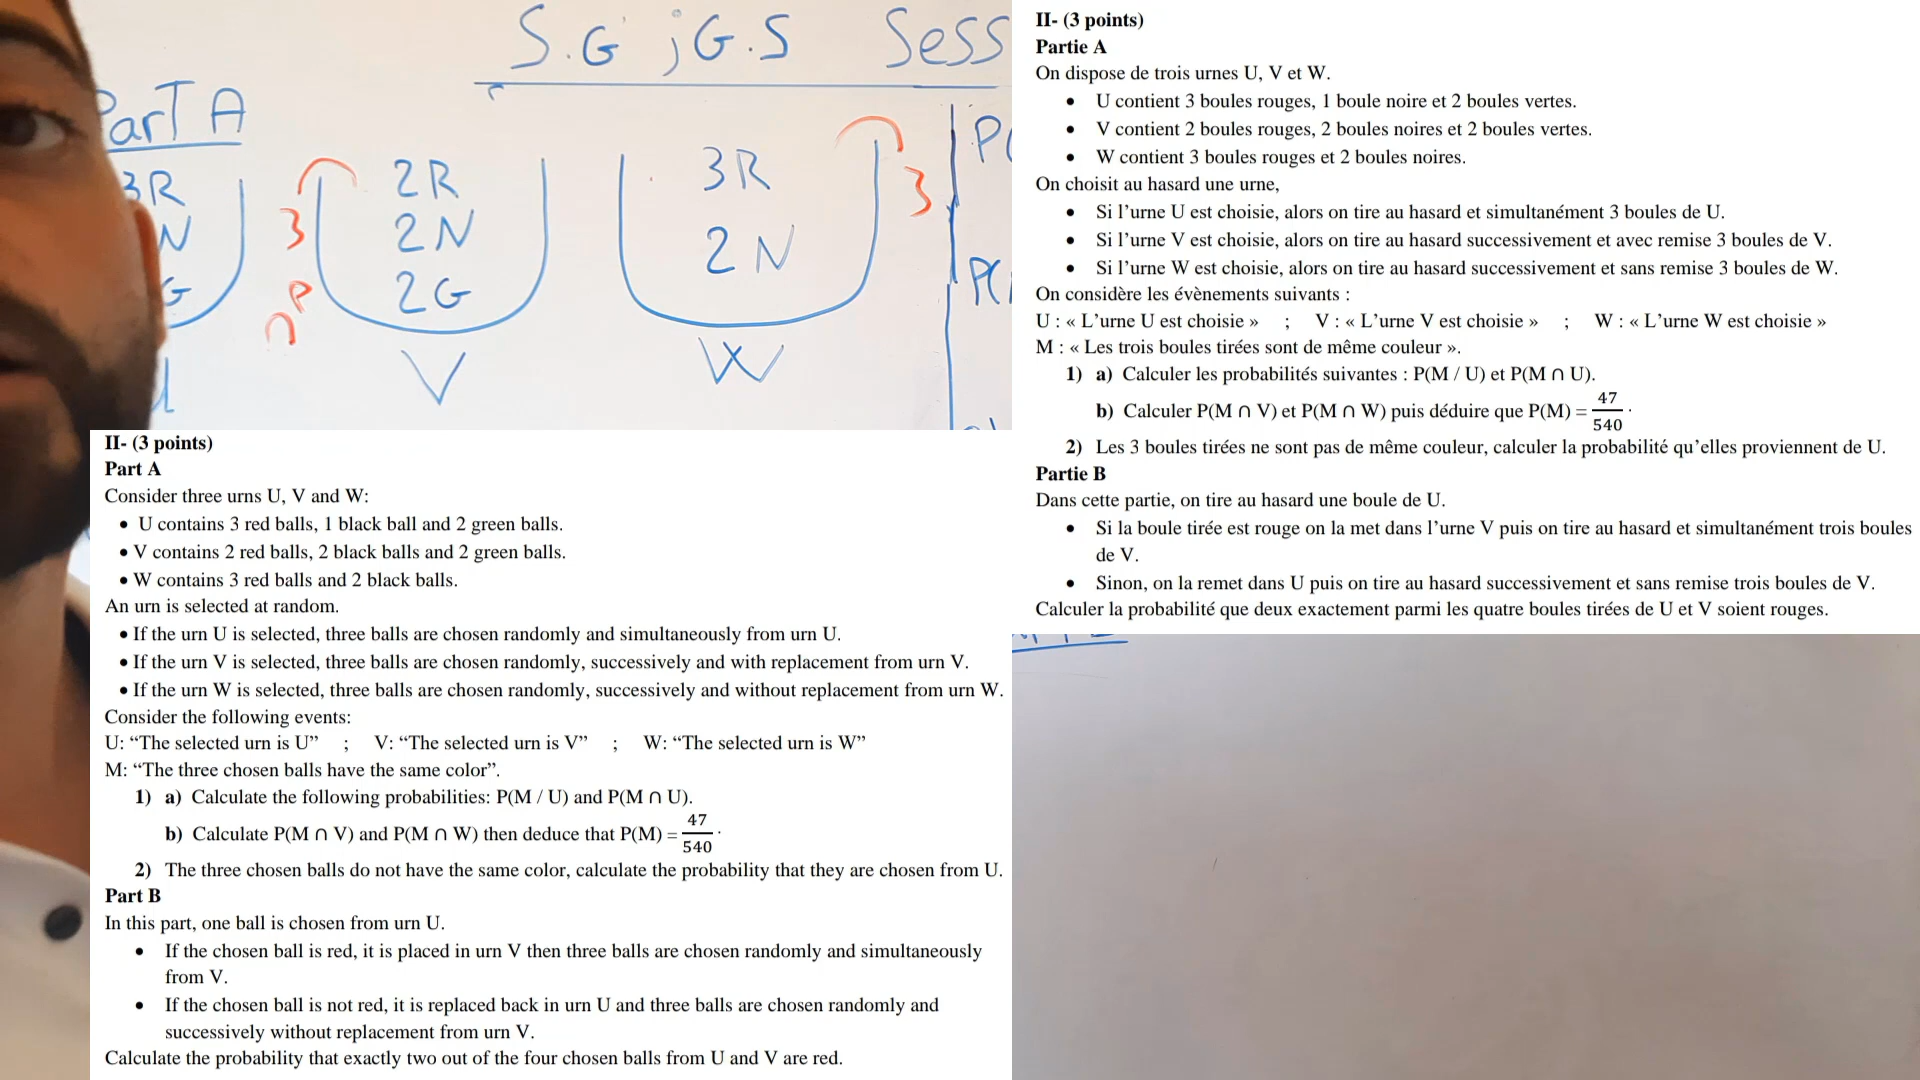 S.G ; G.S Sess
Part A
3R
N
G
3
P
2R
2N
2G
V
3R
2N
W
3
P(
P(
II- (3 points)
Part A
Consider three urns U, V and W:
• U contains 3 red balls, 1 black ball and 2 green balls.
• V contains 2 red balls, 2 black balls and 2 green balls.
• W contains 3 red balls and 2 black balls.
An urn is selected at random.
• If the urn U is selected, three balls are chosen randomly and simultaneously from urn U.
• If the urn V is selected, three balls are chosen randomly, successively and with replacement from urn V.
• If the urn W is selected, three balls are chosen randomly, successively and without replacement from urn W.
Consider the following events:
U: “The selected urn is U” ; V: “The selected urn is V” ; W: “The selected urn is W”
M: “The three chosen balls have the same color”.
1) a) Calculate the following probabilities: P(M / U) and P(M ∩ U).
b) Calculate P(M ∩ V) and P(M ∩ W) then deduce that P(M) = 47/540.
2) The three chosen balls do not have the same color, calculate the probability that they are chosen from U.
Part B
In this part, one ball is chosen from urn U.
• If the chosen ball is red, it is placed in urn V then three balls are chosen randomly and simultaneously
from V.
• If the chosen ball is not red, it is replaced back in urn U and three balls are chosen randomly and
successively without replacement from urn V.
Calculate the probability that exactly two out of the four chosen balls from U and V are red.
II- (3 points)
Partie A
On dispose de trois urnes U, V et W.
• U contient 3 boules rouges, 1 boule noire et 2 boules vertes.
• V contient 2 boules rouges, 2 boules noires et 2 boules vertes.
• W contient 3 boules rouges et 2 boules noires.
On choisit au hasard une urne,
• Si l’urne U est choisie, alors on tire au hasard et simultanément 3 boules de U.
• Si l’urne V est choisie, alors on tire au hasard successivement et avec remise 3 boules de V.
• Si l’urne W est choisie, alors on tire au hasard successivement et sans remise 3 boules de W.
On considère les évènements suivants :
U : « L’urne U est choisie » ; V : « L’urne V est choisie » ; W : « L’urne W est choisie »
M : « Les trois boules tirées sont de même couleur ».
1) a) Calculer les probabilités suivantes : P(M / U) et P(M ∩ U).
b) Calculer P(M ∩ V) et P(M ∩ W) puis déduire que P(M) = 47/540.
2) Les 3 boules tirées ne sont pas de même couleur, calculer la probabilité qu’elles proviennent de U.
Partie B
Dans cette partie, on tire au hasard une boule de U.
• Si la boule tirée est rouge on la met dans l’urne V puis on tire au hasard et simultanément trois boules
de V.
• Sinon, on la remet dans U puis on tire au hasard successivement et sans remise trois boules de V.
Calculer la probabilité que deux exactement parmi les quatre boules tirées de U et V soient rouges.